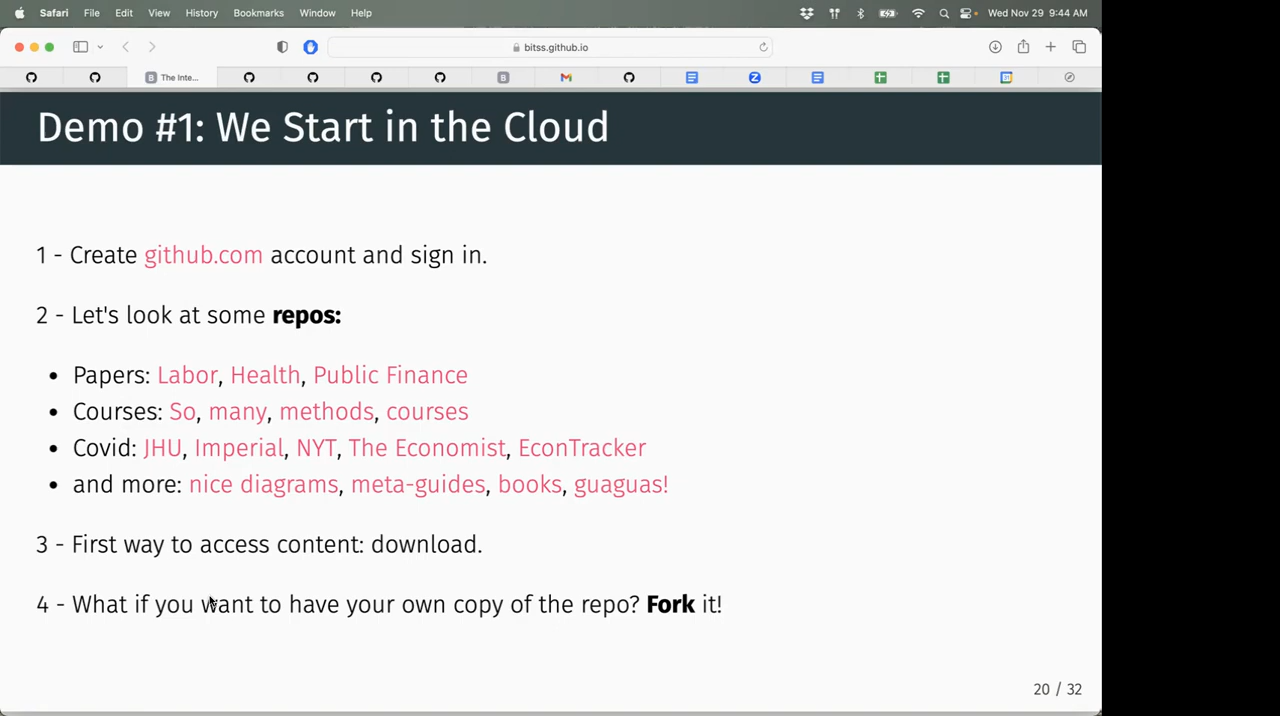 Safari File Edit View History Bookmarks Window Help Wed Nov 29 9:44 AM
bitss.github.io
The Inte...
Demo #1: We Start in the Cloud
1 - Create github.com account and sign in.
2 - Let's look at some repos:
• Papers: Labor, Health, Public Finance
• Courses: So, many, methods, courses
• Covid: JHU, Imperial, NYT, The Economist, EconTracker
• and more: nice diagrams, meta-guides, books, guaguas!
3 - First way to access content: download.
4 - What if you want to have your own copy of the repo? Fork it!
20 / 32